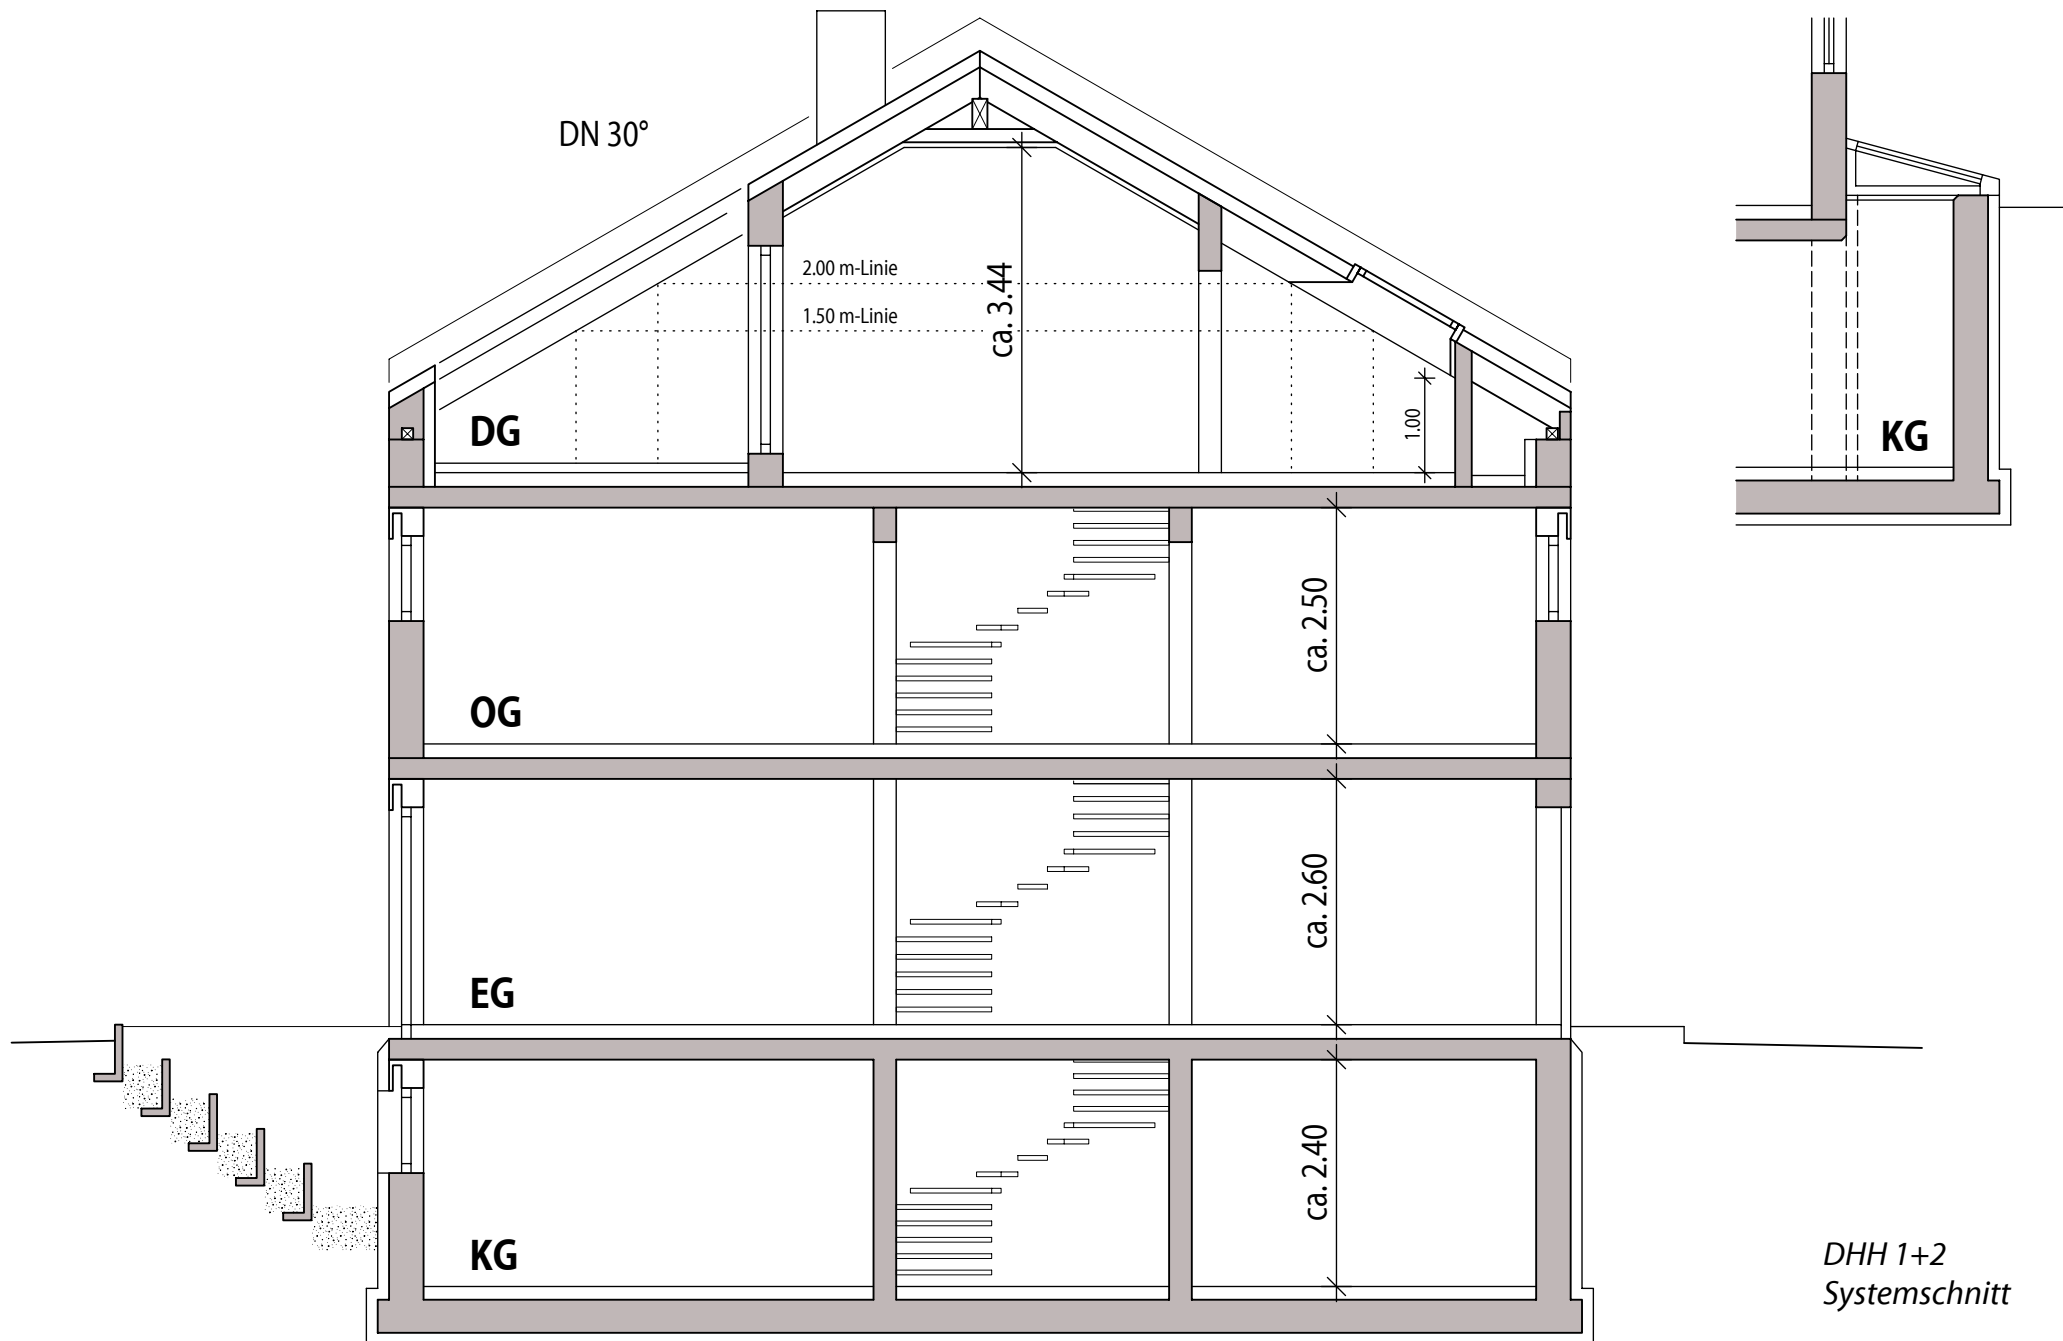 DN 30°
2.00 m-Linie
1.50 m-Linie
ca. 3.44
1.00
DG
KG
OG
ca. 2.50
EG
ca. 2.60
KG
ca. 2.40
DHH 1+2
Systemschnitt